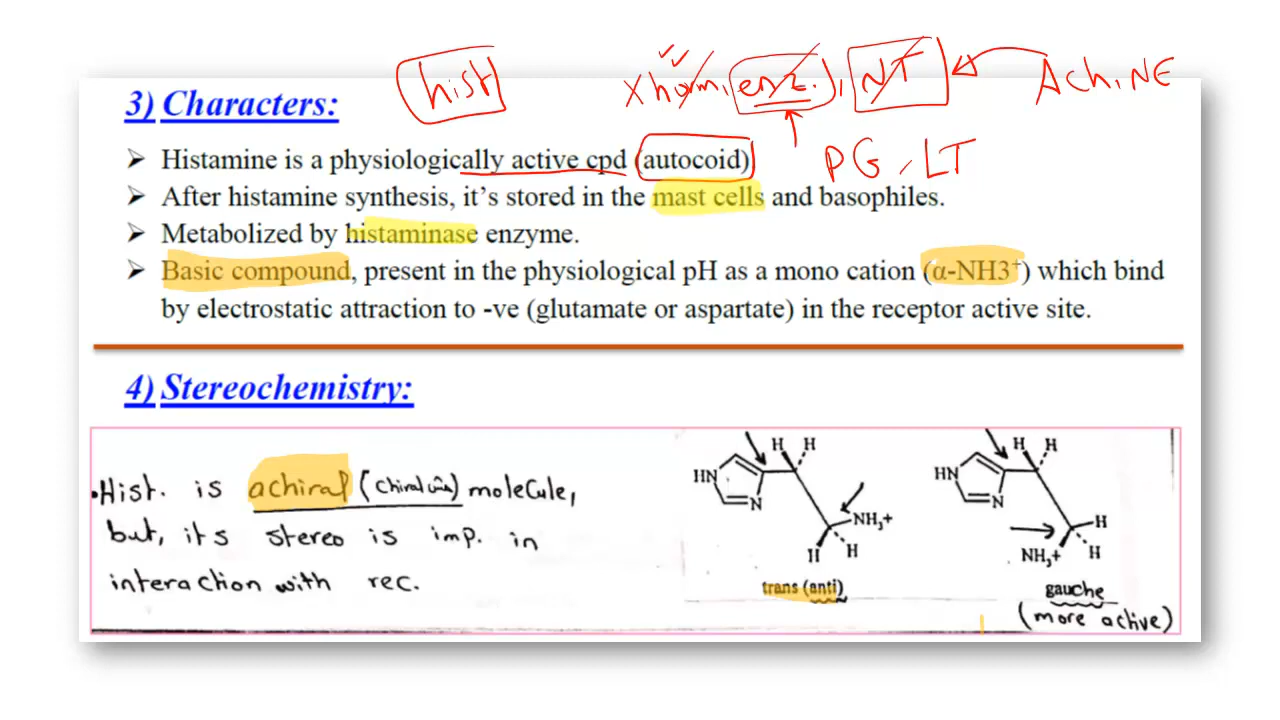 hist
X horm, enz., NT
Ach, NE
3) Characters:
➢ Histamine is a physiologically active cpd (autocoid)
PG, LT
➢ After histamine synthesis, it's stored in the mast cells and basophiles.
➢ Metabolized by histaminase enzyme.
➢ Basic compound, present in the physiological pH as a mono cation (α-NH3⁺) which bind
by electrostatic attraction to -ve (glutamate or aspartate) in the receptor active site.
4) Stereochemistry:
• Hist. is achiral (chiral مش) molecule,
but, its stereo is imp. in
interaction with rec.
H H
HN
N
NH₃+
H H
trans (anti)
H H
HN
N
H
NH₃+ H
gauche
(more active)